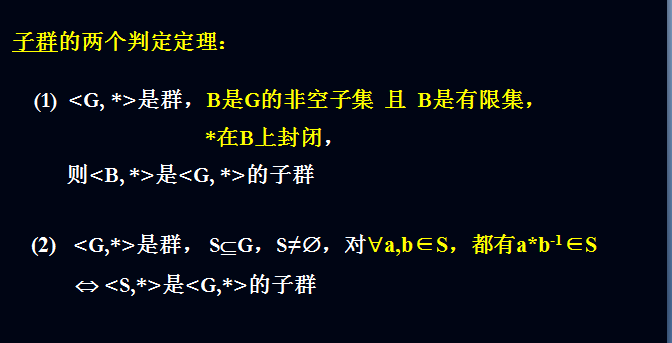 子群的两个判定定理：
(1) <G, *>是群，B是G的非空子集 且 B是有限集，
*在B上封闭，
则<B, *>是<G, *>的子群
(2) <G,*>是群， S⊆G，S≠∅，对∀a,b∈S，都有a*b⁻¹∈S
⇔ <S,*>是<G,*>的子群